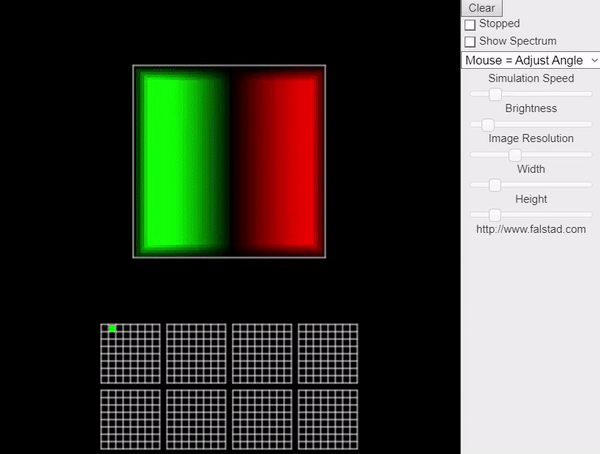 Clear
Stopped
Show Spectrum
Mouse = Adjust Angle
Simulation Speed
Brightness
Image Resolution
Width
Height
http://www.falstad.com